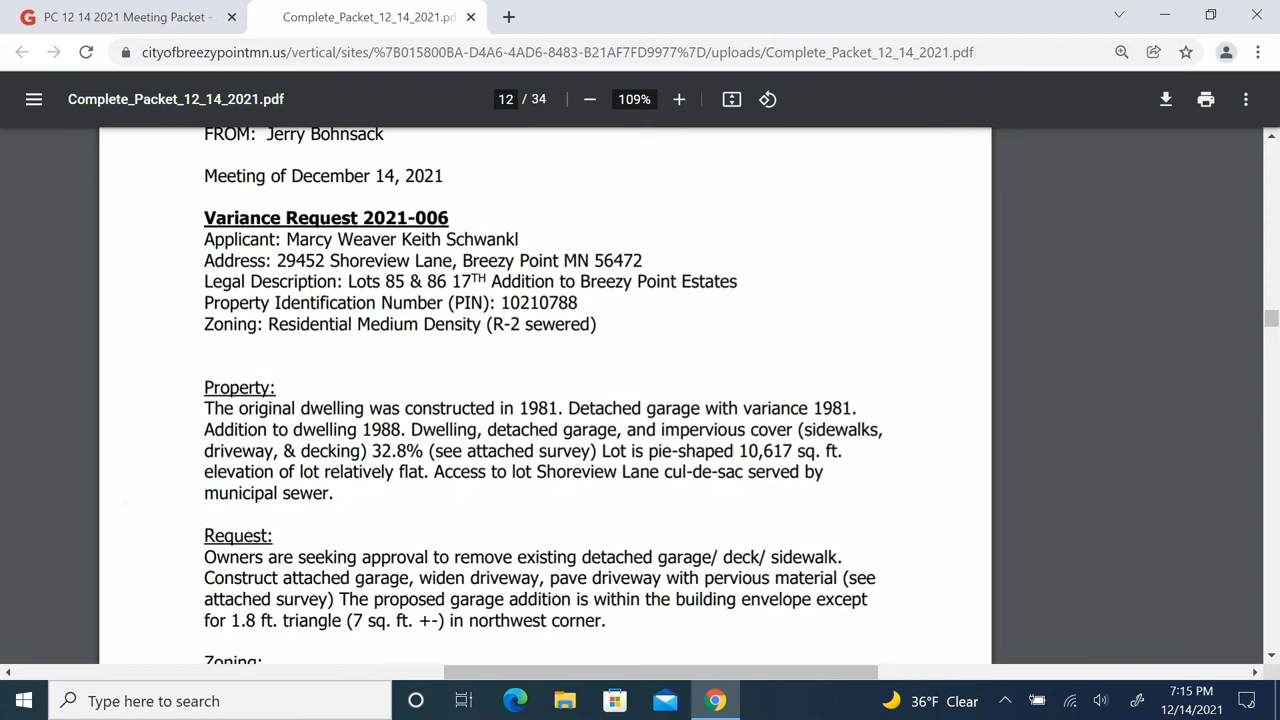 PC 12 14 2021 Meeting Packet -
Complete_Packet_12_14_2021.pd
cityofbreezypointmn.us/vertical/sites/%7B015800BA-D4A6-4AD6-8483-B21AF7FD9977%7D/uploads/Complete_Packet_12_14_2021.pdf
Complete_Packet_12_14_2021.pdf
12 / 34
109%
FROM: Jerry Bohnsack
Meeting of December 14, 2021
Variance Request 2021-006
Applicant: Marcy Weaver Keith Schwankl
Address: 29452 Shoreview Lane, Breezy Point MN 56472
Legal Description: Lots 85 & 86 17TH Addition to Breezy Point Estates
Property Identification Number (PIN): 10210788
Zoning: Residential Medium Density (R-2 sewered)
Property:
The original dwelling was constructed in 1981. Detached garage with variance 1981.
Addition to dwelling 1988. Dwelling, detached garage, and impervious cover (sidewalks,
driveway, & decking) 32.8% (see attached survey) Lot is pie-shaped 10,617 sq. ft.
elevation of lot relatively flat. Access to lot Shoreview Lane cul-de-sac served by
municipal sewer.
Request:
Owners are seeking approval to remove existing detached garage/ deck/ sidewalk.
Construct attached garage, widen driveway, pave driveway with pervious material (see
attached survey) The proposed garage addition is within the building envelope except
for 1.8 ft. triangle (7 sq. ft. +-) in northwest corner.
Zoning:
Type here to search
36°F Clear
7:15 PM
12/14/2021